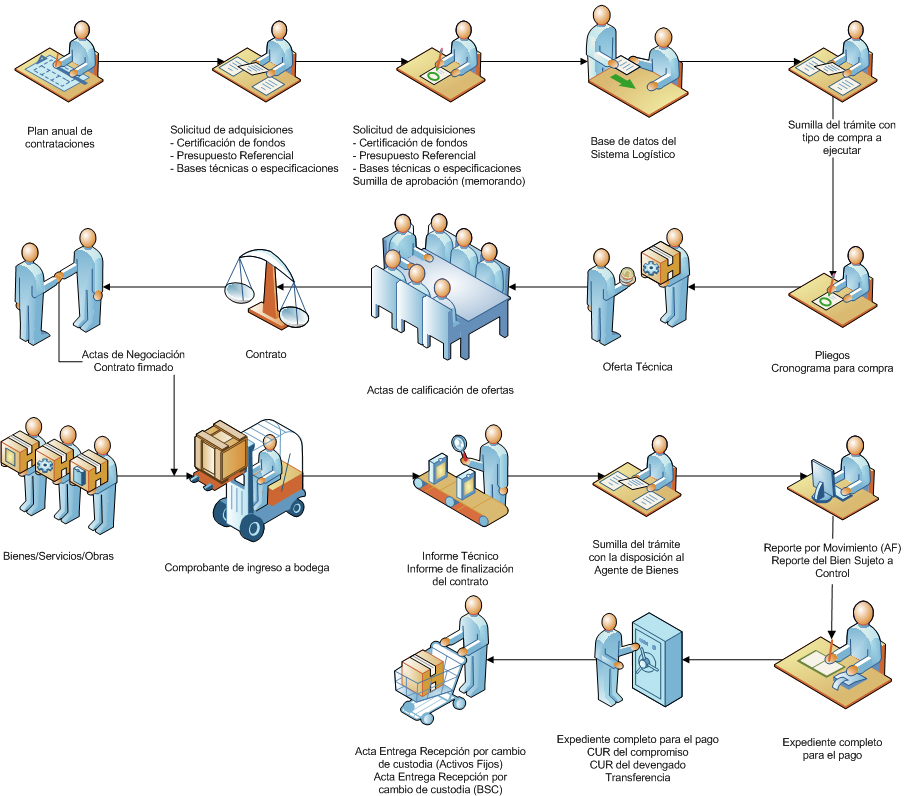 Plan anual de
contrataciones
Solicitud de adquisiciones
- Certificación de fondos
- Presupuesto Referencial
- Bases técnicas o especificaciones
Solicitud de adquisiciones
- Certificación de fondos
- Presupuesto Referencial
- Bases técnicas o especificaciones
Sumilla de aprobación (memorando)
Base de datos del
Sistema Logístico
Sumilla del trámite con
tipo de compra a
ejecutar
Actas de Negociación
Contrato firmado
Contrato
Actas de calificación de ofertas
Oferta Técnica
Pliegos
Cronograma para compra
Bienes/Servicios/Obras
Comprobante de ingreso a bodega
Informe Técnico
Informe de finalización
del contrato
Sumilla del trámite
con la disposición al
Agente de Bienes
Reporte por Movimiento (AF)
Reporte del Bien Sujeto a
Control
Acta Entrega Recepción por cambio
de custodia (Activos Fijos)
Acta Entrega Recepción por
cambio de custodia (BSC)
Expediente completo para el pago
CUR del compromiso
CUR del devengado
Transferencia
Expediente completo
para el pago